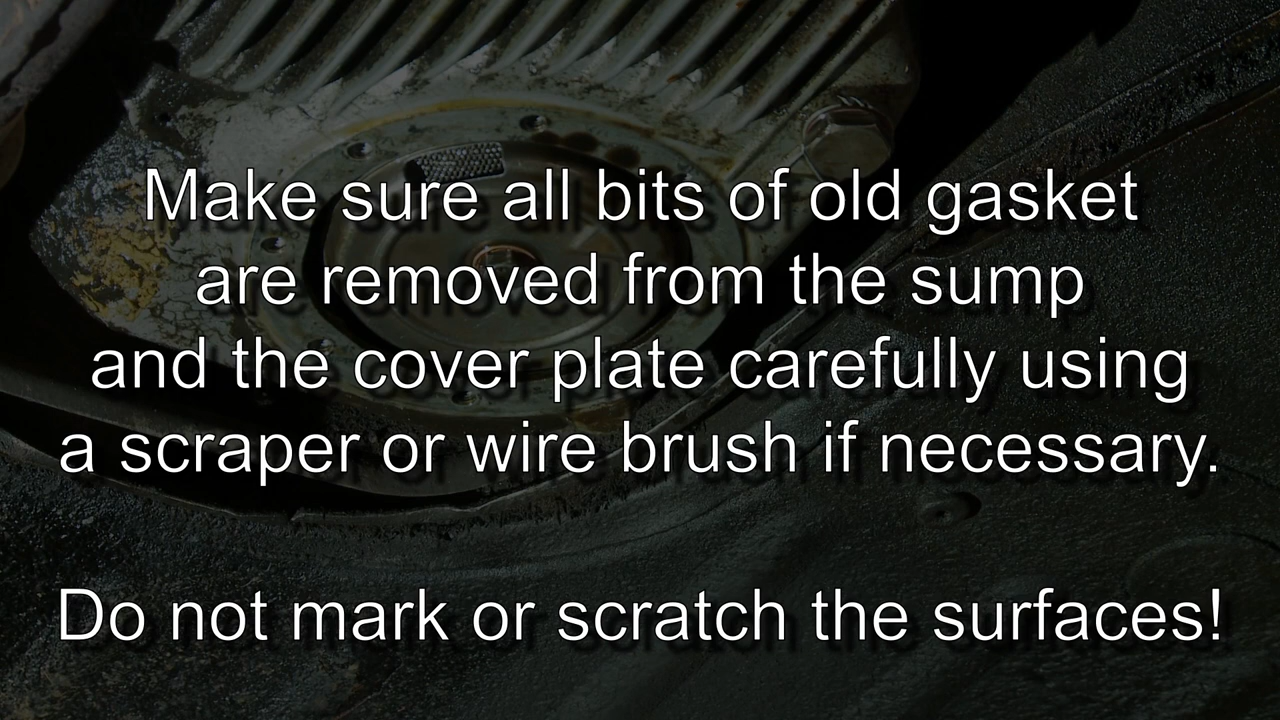 Make sure all bits of old gasket
are removed from the sump
and the cover plate carefully using
a scraper or wire brush if necessary.
Do not mark or scratch the surfaces!